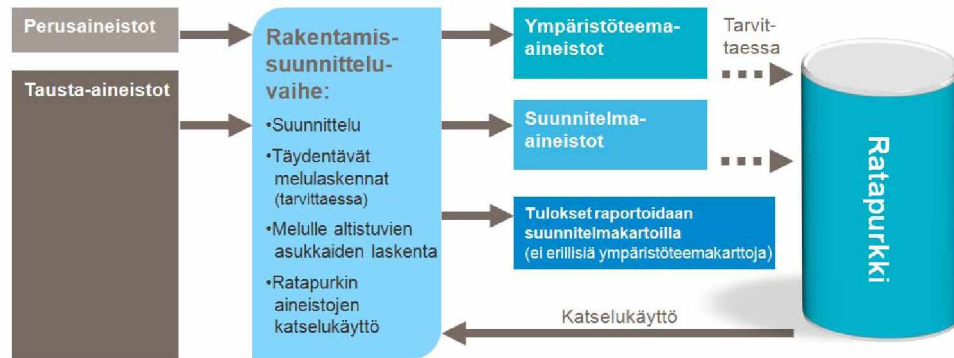 Perusaineistot
Tausta-aineistot
Rakentamis-
suunnittelu-
vaihe:
•Suunnittelu
•Täydentävät
melulaskennat
(tarvittaessa)
•Melulle altistuvien
asukkaiden laskenta
•Ratapurkin
aineistojen
katselukäyttö
Ympäristöteema-
aineistot
Suunnitelma-
aineistot
Tulokset raportoidaan
suunnitelmakartoilla
(ei erillisiä ympäristöteemakarttoja)
Tarvit-
taessa
Ratapurkki
Katselukäyttö